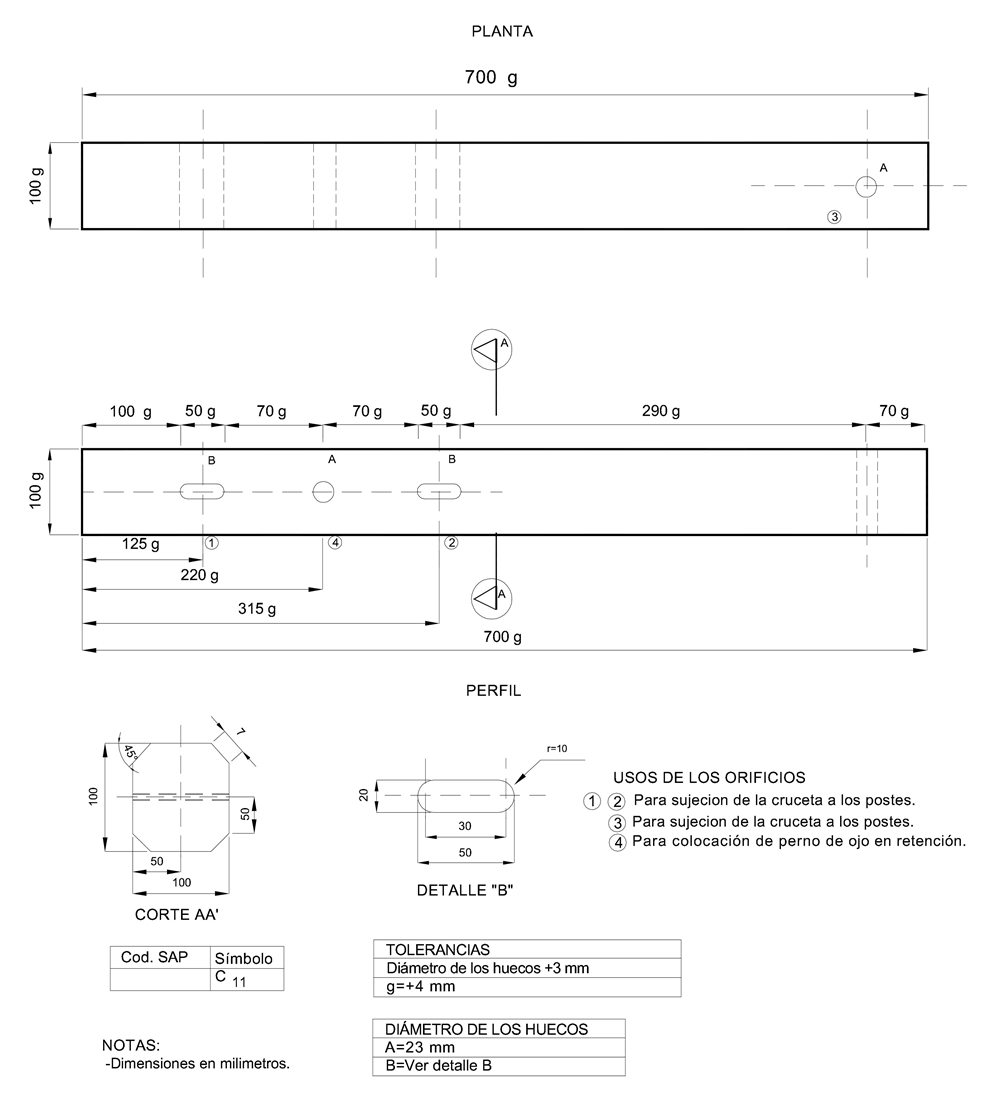 PLANTA
700 g
100 g
A
3
A
100 g 50 g 70 g 70 g 50 g 290 g 70 g
100 g
B A B
125 g 1 4 2
220 g
A
315 g
700 g
PERFIL
7
45°
100
50
50
100
CORTE AA'
r=10
20
30
50
DETALLE "B"
USOS DE LOS ORIFICIOS
1 2 Para sujecion de la cruceta a los postes.
3 Para sujecion de la cruceta a los postes.
4 Para colocación de perno de ojo en retención.
Cod. SAP Símbolo
C 11
TOLERANCIAS
Diámetro de los huecos +3 mm
g=+4 mm
DIÁMETRO DE LOS HUECOS
A=23 mm
B=Ver detalle B
NOTAS:
-Dimensiones en milimetros.